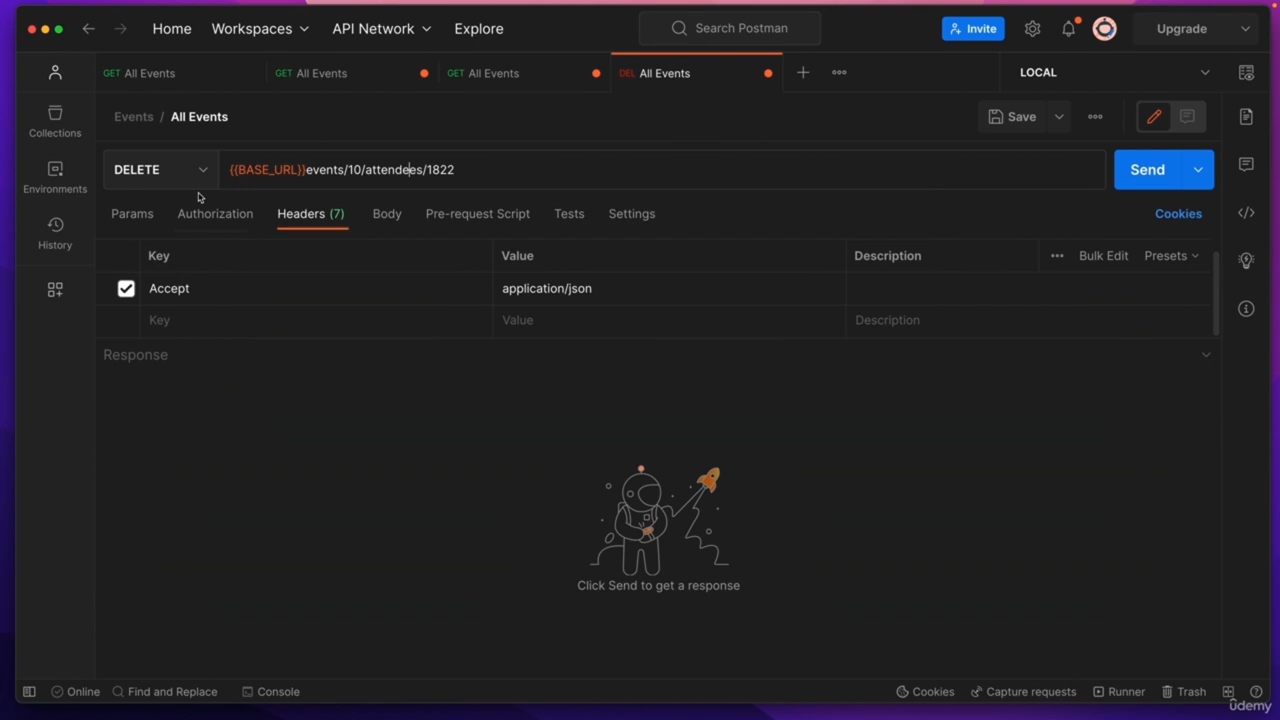 Home Workspaces API Network Explore Search Postman Invite Upgrade
GET All Events GET All Events GET All Events DEL All Events LOCAL
Collections
Environments
History
Events / All Events Save
DELETE {{BASE_URL}}events/10/attendees/1822 Send
Params Authorization Headers (7) Body Pre-request Script Tests Settings Cookies
Key Value Description Bulk Edit Presets
Accept application/json
Key Value Description
Response
Click Send to get a response
Online Find and Replace Console Cookies Capture requests Runner Trash
ûdemy